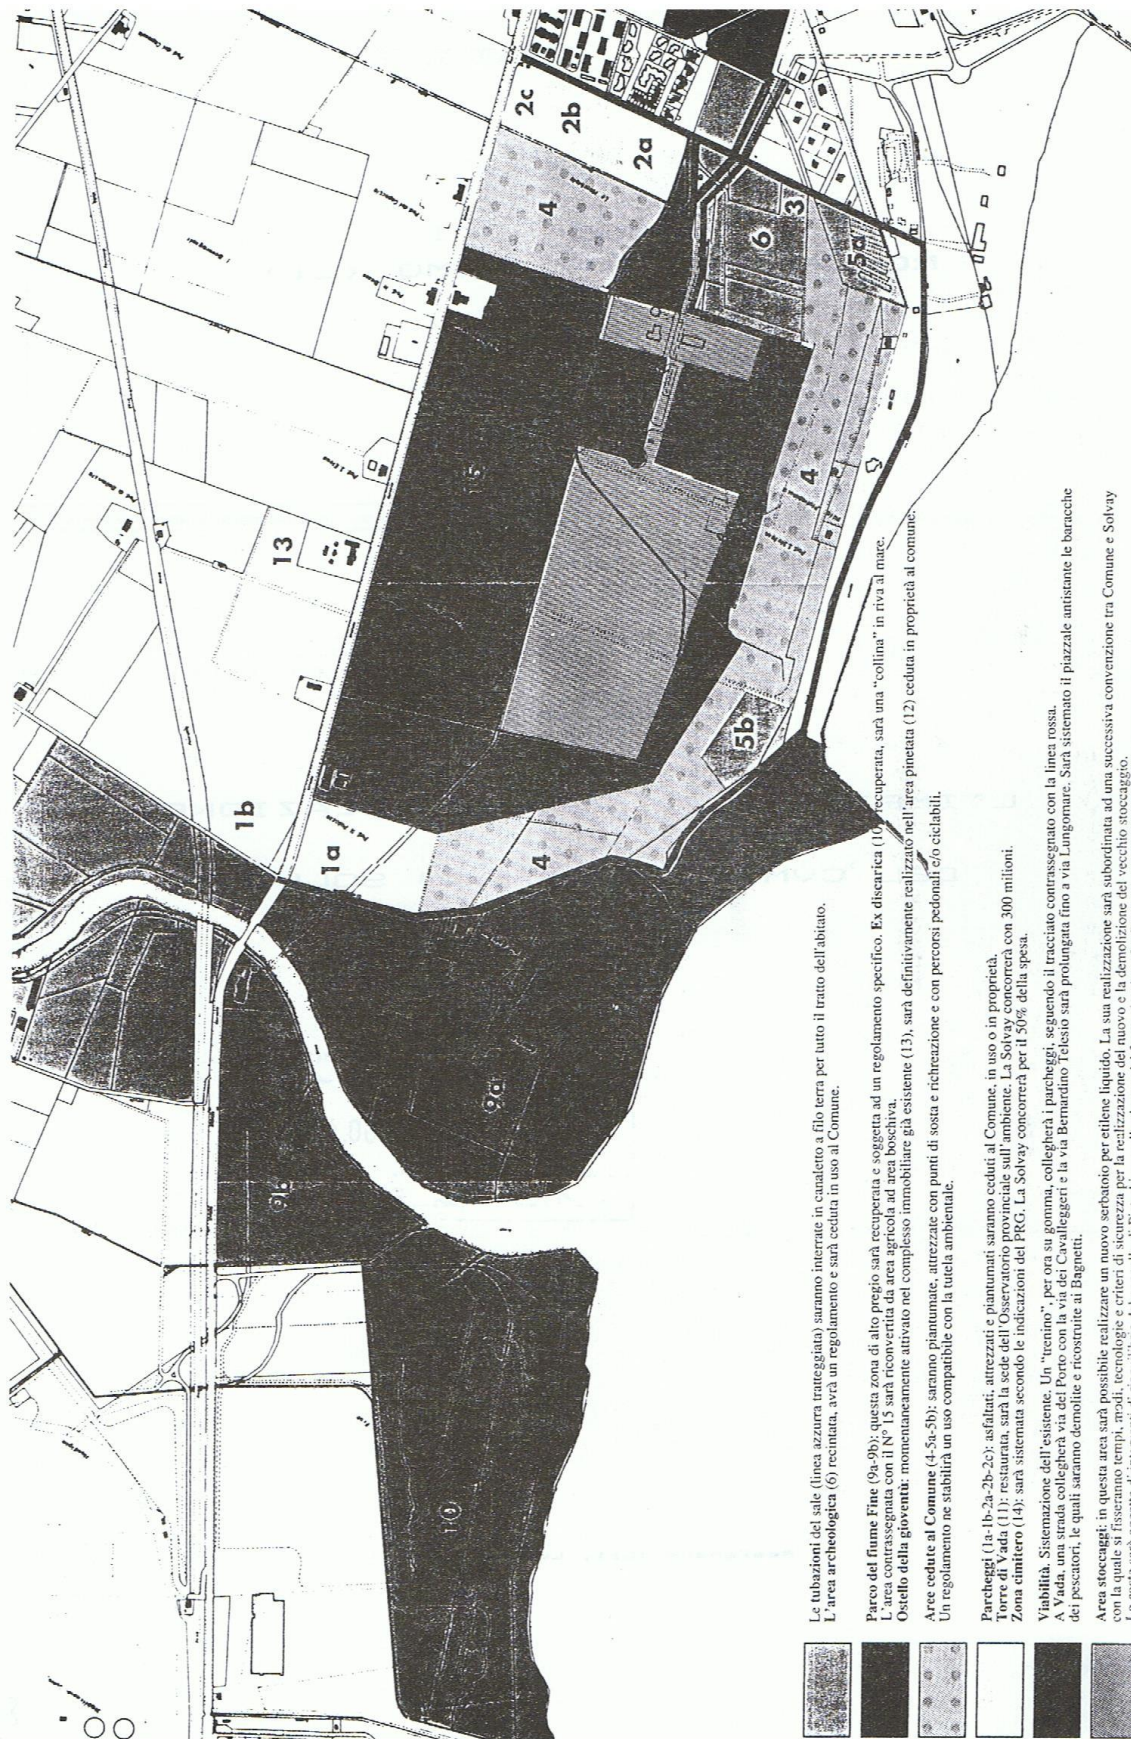 Le tubazioni del sale (linea azzurra tratteggiata) saranno interrate in canaletto a filo terra per tutto il tratto dell'abitato.
L'area archeologica (6) recintata, avrà un regolamento e sarà ceduta in uso al Comune.
Parco del fiume Fine (9a-9b): questa zona di alto pregio sarà recuperata e soggetta ad un regolamento specifico. Ex discarica (10) recuperata, sarà una "collina" in riva al mare.
L'area contrassegnata con il N° 15 sarà riconvertita da area agricola ad area boschiva.
Ostello della gioventù: momentaneamente attivato nel complesso immobiliare già esistente (13), sarà definitivamente realizzato nell'area pinetata (12) ceduta in proprietà al comune.
Aree cedute al Comune (4-5a-5b): saranno piantumate, attrezzate con punti di sosta e richreazione e con percorsi pedonali e/o ciclabili.
Un regolamento ne stabilirà un uso compatibile con la tutela ambientale.
Parcheggi (1a-1b-2a-2b-2c): asfaltati, attrezzati e piantumati saranno ceduti al Comune, in uso o in proprietà.
Torre di Vada (11): restaurata, sarà la sede dell'Osservatorio provinciale sull'ambiente. La Solvay concorrerà con 300 milioni.
Zona cimitero (14): sarà sistemata secondo le indicazioni del PRG. La Solvay concorrerà per il 50% della spesa.
Viabilità. Sistemazione dell'esistente. Un "trenino", per ora su gomma, collegherà i parcheggi, seguendo il tracciato contrassegnato con la linea rossa.
A Vada, una strada collegherà via del Porto con la via dei Cavalleggeri e la via Bernardino Telesio sarà prolungata fino a via Lungomare. Sarà sistemato il piazzale antistante le baracche
dei pescatori, le quali saranno demolite e ricostruite ai Bagnetti.
Area stoccaggi: in questa area sarà possibile realizzare un nuovo serbatoio per etilene liquido. La sua realizzazione sarà subordinata ad una successiva convenzione tra Comune e Solvay
con la quale si fisseranno tempi, modi, tecnologie e criteri di sicurezza per la realizzazione del nuovo e la demolizione del vecchio stoccaggio.
2c
2b
2a
4
3
6
5a
15
4
13
5b
1b
1a
4
9a
9b
10